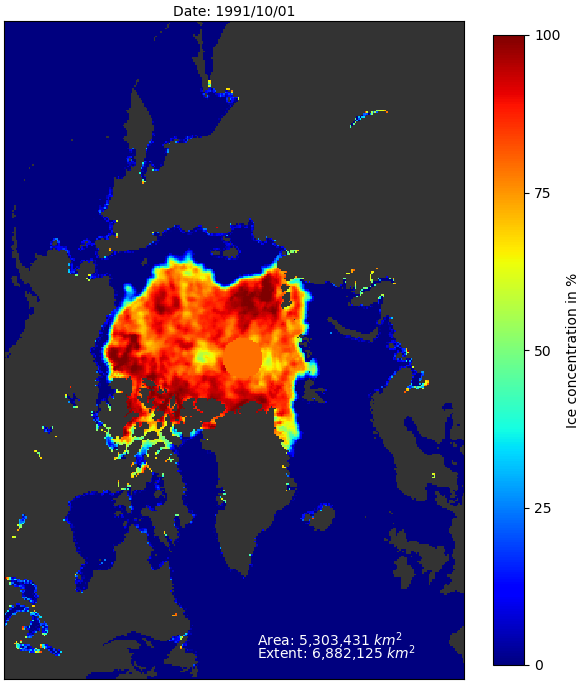 Date: 1991/10/01
100
75
50
25
0
Ice concentration in %
Area: 5,303,431 km²
Extent: 6,882,125 km²